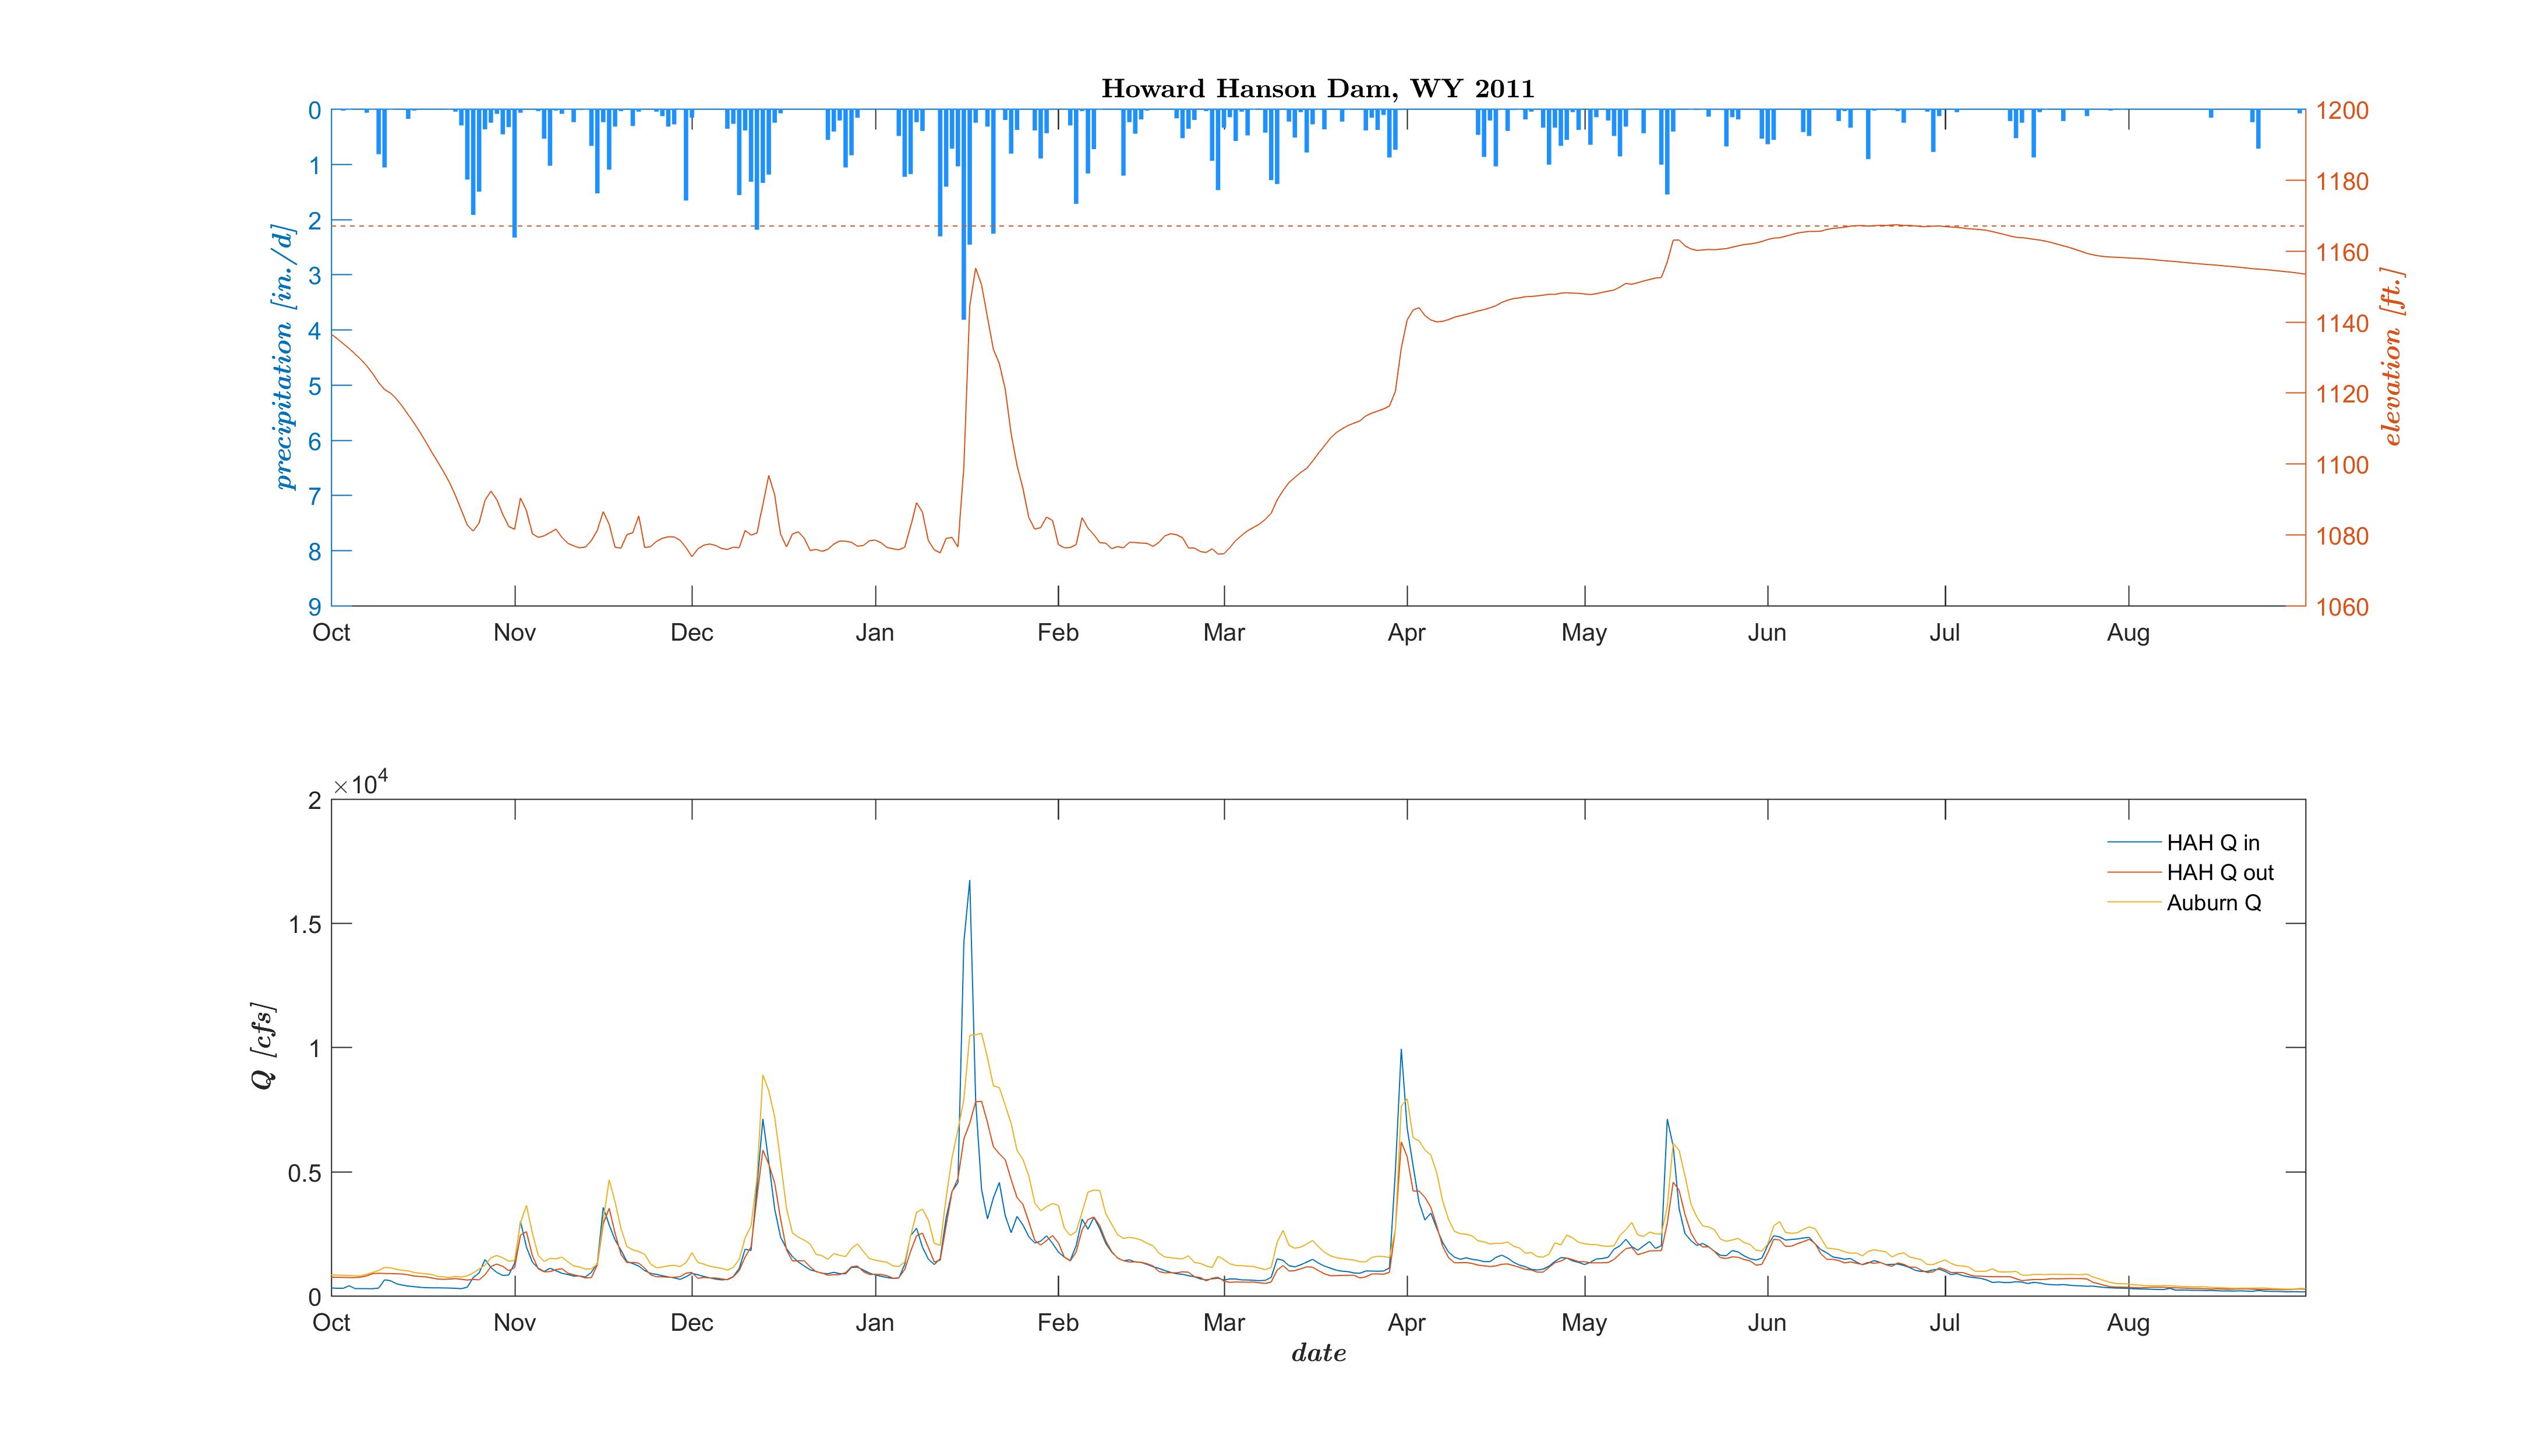 Howard Hanson Dam, WY 2011
precipitation [in./d]
0
1
2
3
4
5
6
7
8
9
elevation [ft.]
1200
1180
1160
1140
1120
1100
1080
1060
Oct Nov Dec Jan Feb Mar Apr May Jun Jul Aug
×10^4
Q [cfs]
2
1.5
1
0.5
0
HAH Q in
HAH Q out
Auburn Q
Oct Nov Dec Jan Feb Mar Apr May Jun Jul Aug
date